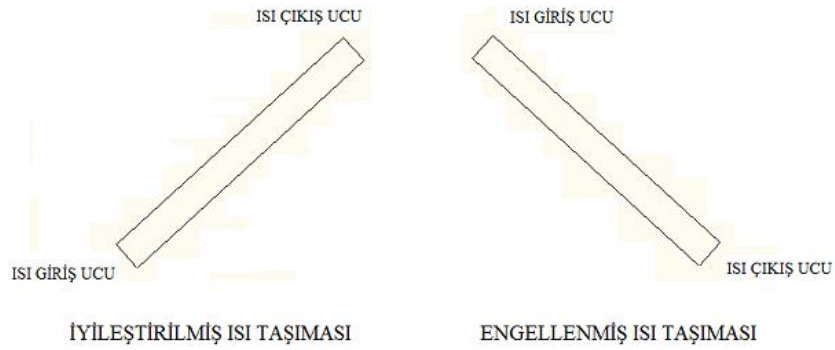 ISI ÇIKIŞ UCU
ISI GİRİŞ UCU
ISI GİRİŞ UCU
ISI ÇIKIŞ UCU
İYİLEŞTİRİLMİŞ ISI TAŞIMASI
ENGELLENMİŞ ISI TAŞIMASI